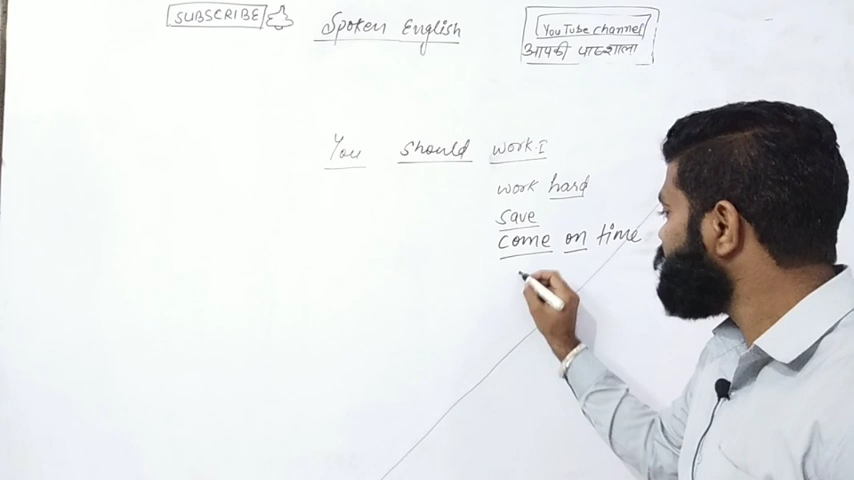 SUBSCRIBE
Spoken English
YouTube channel
आपकी पाठशाला
You should work.I
work hard
save
come on time